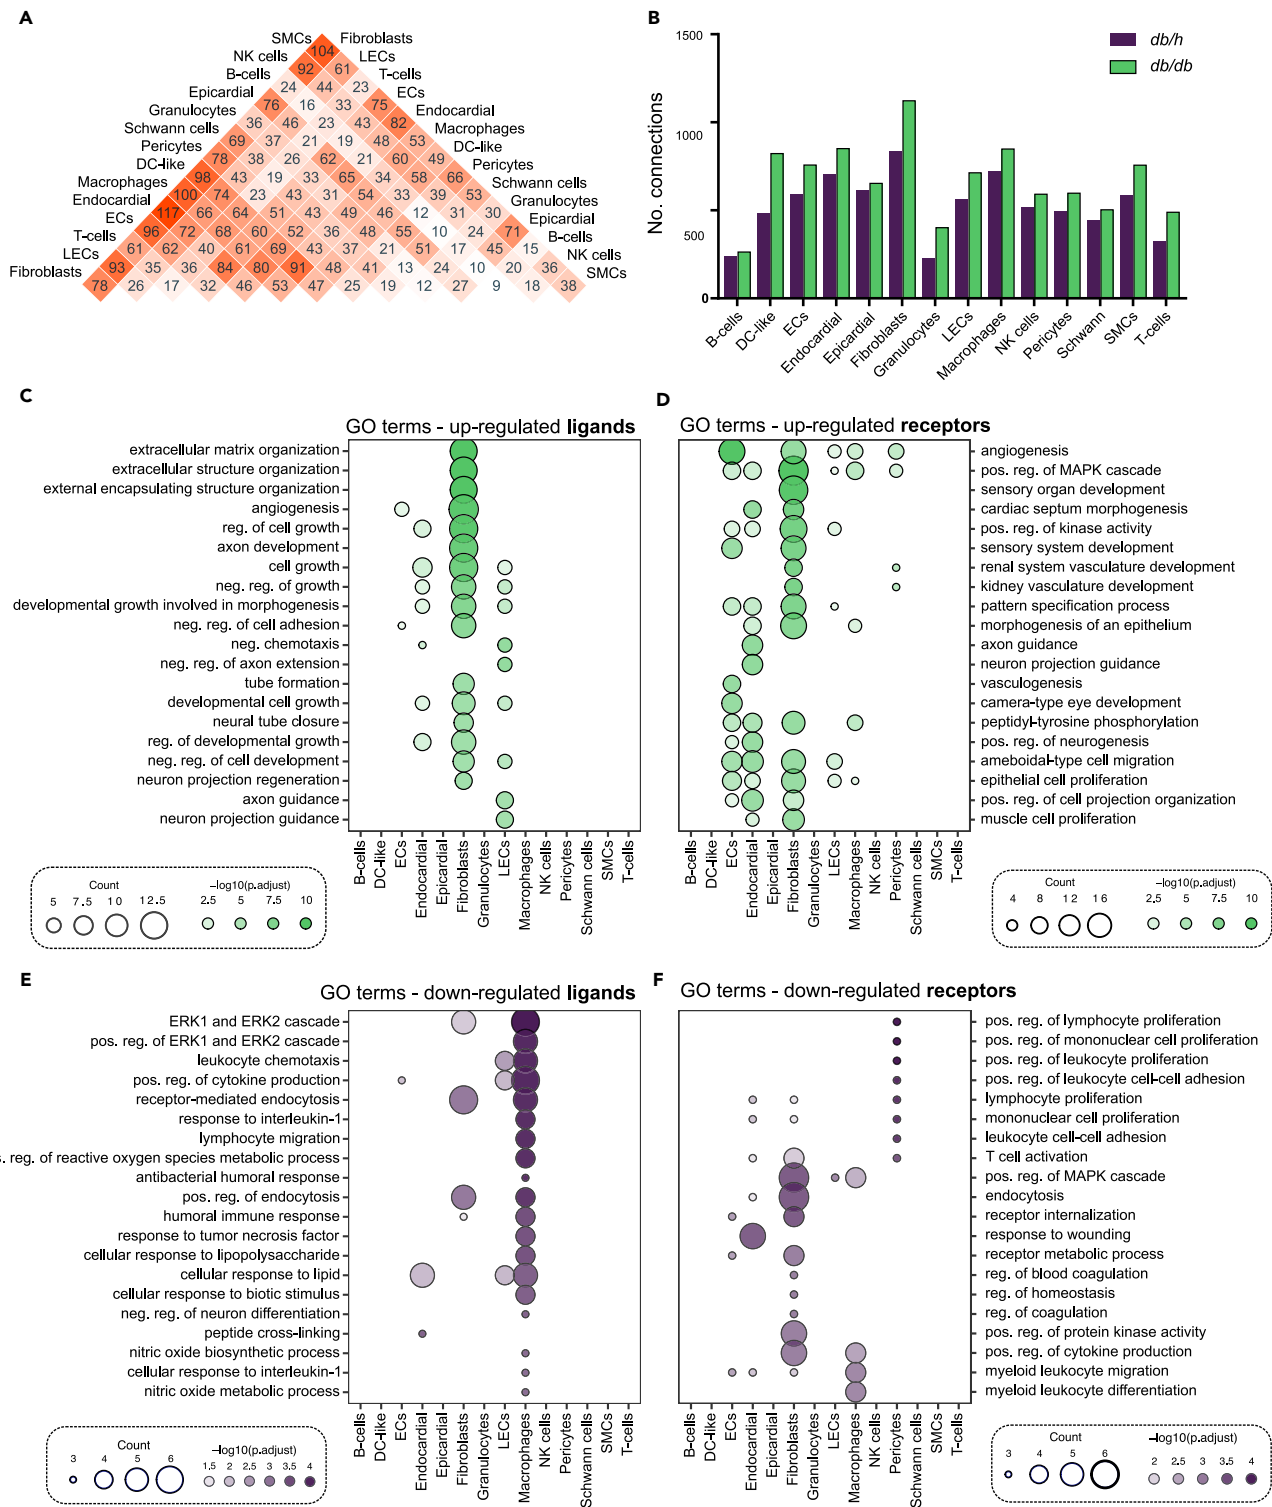 A
SMCs
NK cells
B-cells
Epicardial
Granulocytes
Schwann cells
Pericytes
DC-like
Macrophages
Endocardial
ECs
T-cells
LECs
Fibroblasts
Fibroblasts
LECs
T-cells
ECs
Endocardial
Macrophages
DC-like
Pericytes
Schwann cells
Granulocytes
Epicardial
B-cells
NK cells
SMCs
104
92 61
24 44 23
76 16 33 75
36 46 23 43 82
69 37 21 19 48 53
78 38 26 62 21 60 49
98 43 19 33 65 34 58 66
100 74 23 43 31 54 33 39 53
117 66 64 51 43 49 46 12 31 30
96 72 68 60 52 36 48 55 10 24 71
61 62 40 61 69 43 37 21 51 17 45 15
93 35 36 84 80 91 48 41 13 24 10 20 36
78 26 17 32 46 53 47 25 19 12 27 9 18 38
B
No. connections
1500
1000
500
0
db/h
db/db
B-cells
DC-like
ECs
Endocardial
Epicardial
Fibroblasts
Granulocytes
LECs
Macrophages
NK cells
Pericytes
Schwann
SMCs
T-cells
C
GO terms - up-regulated ligands
extracellular matrix organization
extracellular structure organization
external encapsulating structure organization
angiogenesis
reg. of cell growth
axon development
cell growth
neg. reg. of growth
developmental growth involved in morphogenesis
neg. reg. of cell adhesion
neg. chemotaxis
neg. reg. of axon extension
tube formation
developmental cell growth
neural tube closure
reg. of developmental growth
neg. reg. of cell development
neuron projection regeneration
axon guidance
neuron projection guidance
B-cells
DC-like
ECs
Endocardial
Epicardial
Fibroblasts
Granulocytes
LECs
Macrophages
NK cells
Pericytes
Schwann cells
SMCs
T-cells
Count
5 7.5 10 12.5
–log10(p.adjust)
2.5 5 7.5 10
D
GO terms - up-regulated receptors
angiogenesis
pos. reg. of MAPK cascade
sensory organ development
cardiac septum morphogenesis
pos. reg. of kinase activity
sensory system development
renal system vasculature development
kidney vasculature development
pattern specification process
morphogenesis of an epithelium
axon guidance
neuron projection guidance
vasculogenesis
camera-type eye development
peptidyl-tyrosine phosphorylation
pos. reg. of neurogenesis
ameboidal-type cell migration
epithelial cell proliferation
pos. reg. of cell projection organization
muscle cell proliferation
B-cells
DC-like
ECs
Endocardial
Epicardial
Fibroblasts
Granulocytes
LECs
Macrophages
NK cells
Pericytes
Schwann cells
SMCs
T-cells
Count
4 8 12 16
–log10(p.adjust)
2.5 5 7.5 10
E
GO terms - down-regulated ligands
ERK1 and ERK2 cascade
pos. reg. of ERK1 and ERK2 cascade
leukocyte chemotaxis
pos. reg. of cytokine production
receptor-mediated endocytosis
response to interleukin-1
lymphocyte migration
s. reg. of reactive oxygen species metabolic process
antibacterial humoral response
pos. reg. of endocytosis
humoral immune response
response to tumor necrosis factor
cellular response to lipopolysaccharide
cellular response to lipid
cellular response to biotic stimulus
neg. reg. of neuron differentiation
peptide cross-linking
nitric oxide biosynthetic process
cellular response to interleukin-1
nitric oxide metabolic process
B-cells
DC-like
ECs
Endocardial
Epicardial
Fibroblasts
Granulocytes
LECs
Macrophages
NK cells
Pericytes
Schwann cells
SMCs
T-cells
Count
3 4 5 6
–log10(p.adjust)
1.5 2 2.5 3 3.5 4
F
GO terms - down-regulated receptors
pos. reg. of lymphocyte proliferation
pos. reg. of mononuclear cell proliferation
pos. reg. of leukocyte proliferation
pos. reg. of leukocyte cell-cell adhesion
lymphocyte proliferation
mononuclear cell proliferation
leukocyte cell-cell adhesion
T cell activation
pos. reg. of MAPK cascade
endocytosis
receptor internalization
response to wounding
receptor metabolic process
reg. of blood coagulation
reg. of homeostasis
reg. of coagulation
pos. reg. of protein kinase activity
pos. reg. of cytokine production
myeloid leukocyte migration
myeloid leukocyte differentiation
B-cells
DC-like
ECs
Endocardial
Epicardial
Fibroblasts
Granulocytes
LECs
Macrophages
NK cells
Pericytes
Schwann cells
SMCs
T-cells
Count
3 4 5 6
–log10(p.adjust)
2 2.5 3 3.5 4